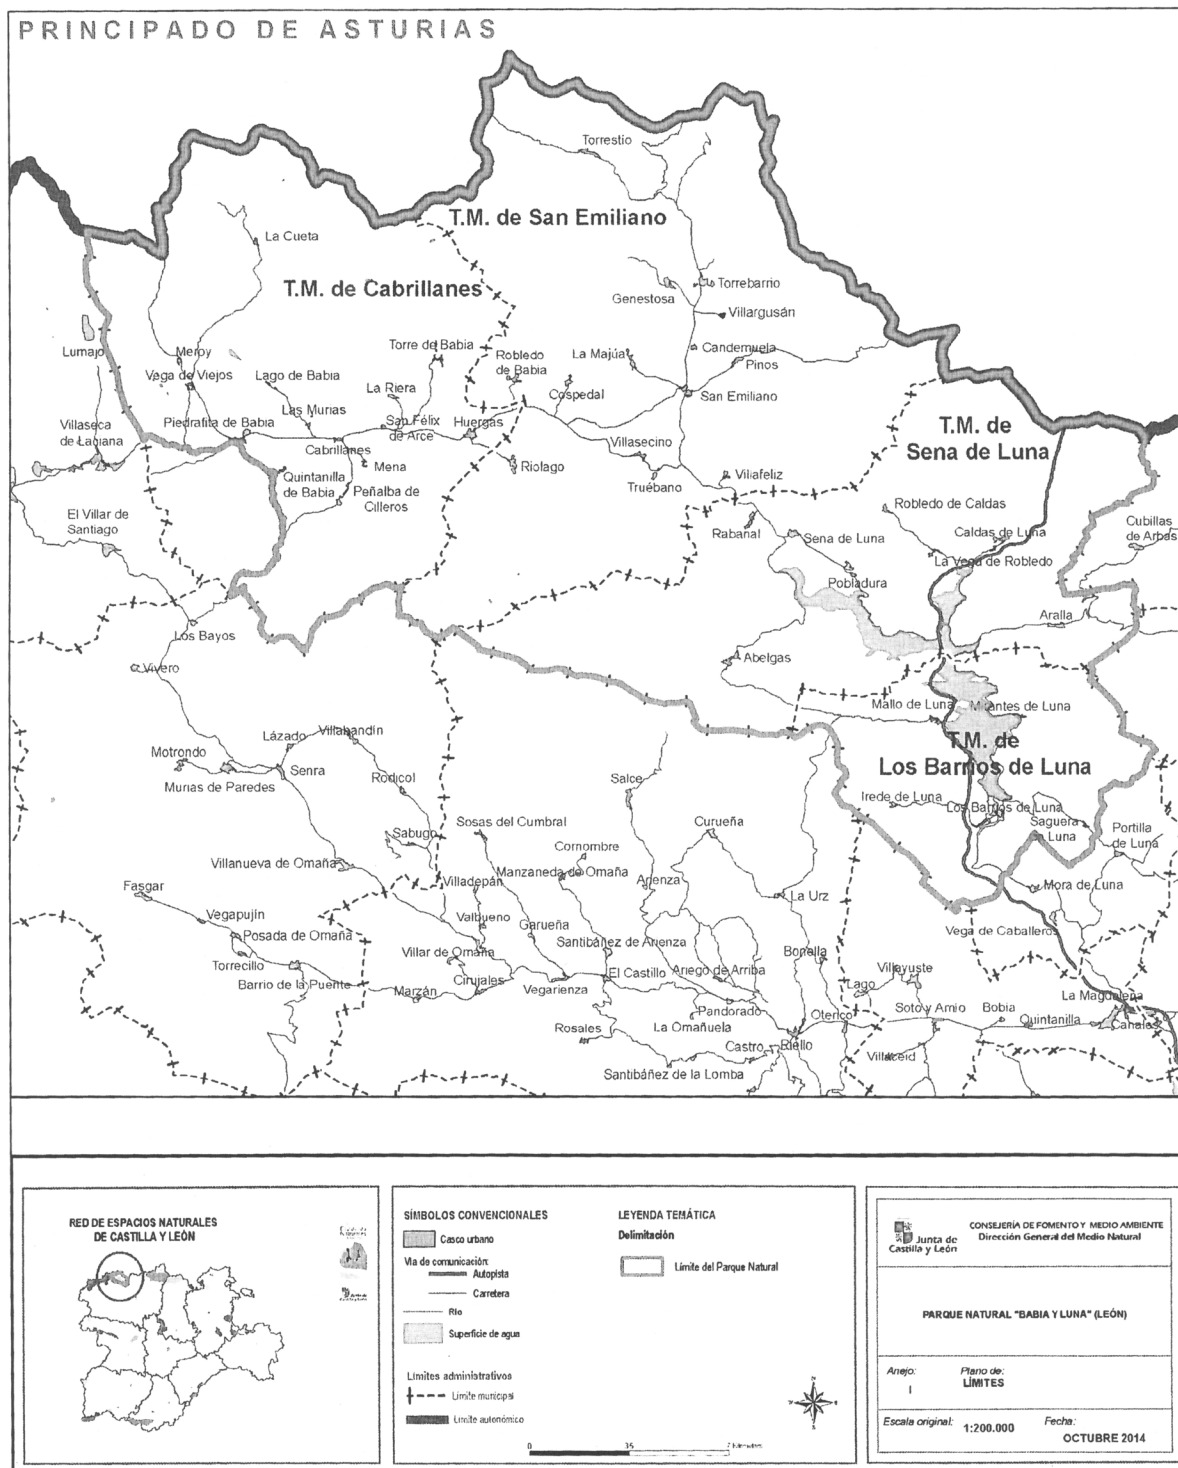 PRINCIPADO DE ASTURIAS
Torrestio
T.M. de San Emiliano
La Cueta
T.M. de Cabrillanes
Torrebarrio
Genestosa
Villargusán
Lumajo
Meroy
Torre de Babia
Robledo
de Babia
La Majúa
Candemuela
Pinos
Vega de Viejos
Lago de Babia
La Riera
Cospedal
San Emiliano
Villaseca
de Laciana
Piedrafita de Babia
Las Murias
San Félix
de Arce
Huergas
Cabrillanes
Villasecino
T.M. de
Sena de Luna
Mena
Riolago
Quintanilla
de Babia
Peñalba de
Cilleros
Truébano
Villafeliz
El Villar de
Santiago
Robledo de Caldas
Rabanal
Sena de Luna
Caldas de Luna
Cubillas
de Arbas
La Vega de Robledo
Pobladura
Los Bayos
Aralla
Vivero
Abelgas
Mallo de Luna
Mirantes de Luna
Lázado
Villabandín
T.M. de
Los Barrios de Luna
Motrondo
Senra
Murias de Paredes
Rodicol
Salce
Irede de Luna
Los Barrios de Luna
Sosas del Cumbral
Curueña
Saguera
de Luna
Portilla
de Luna
Sabugo
Cornombre
Villanueva de Omaña
Manzaneda de Omaña
Fasgar
Villadepán
Arienza
La Urz
Mora de Luna
Vegapujín
Valbueno
Garueña
Vega de Caballeros
Posada de Omaña
Santibáñez de Arienza
Torrecillo
Villar de Omaña
Bonella
Barrio de la Puente
Cirujales
Vegarienza
El Castillo
Ariego de Arriba
Villayuste
Lago
Marzán
La Magdalena
Pandorado
Rosales
La Omañuela
Oterico
Soto y Amio
Bobia
Quintanilla
Canales
Castro
Riello
Villaceid
Santibáñez de la Lomba
RED DE ESPACIOS NATURALES
DE CASTILLA Y LEÓN
SÍMBOLOS CONVENCIONALES
Casco urbano
Vía de comunicación:
Autopista
Carretera
Río
Superficie de agua
Límites administrativos
Límite municipal
Límite autonómico
LEYENDA TEMÁTICA
Delimitación
Límite del Parque Natural
0 3,5 7 Kilómetros
Junta de
Castilla y León
CONSEJERÍA DE FOMENTO Y MEDIO AMBIENTE
Dirección General del Medio Natural
PARQUE NATURAL "BABIA Y LUNA" (LEÓN)
Anejo:
I
Plano de:
LÍMITES
Escala original:
1:200.000
Fecha:
OCTUBRE 2014